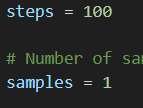 steps = 100
# Number of
samples = 1